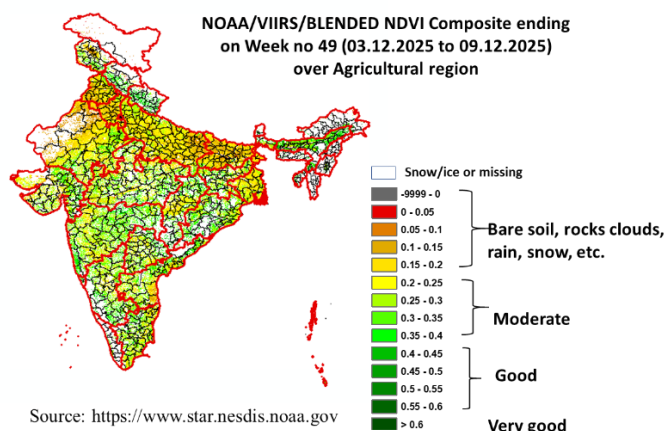 NOAA/VIIRS/BLENDED NDVI Composite ending
on Week no 49 (03.12.2025 to 09.12.2025)
over Agricultural region
Snow/ice or missing
-9999 - 0
0 - 0.05
0.05 - 0.1
0.1 - 0.15
0.15 - 0.2
Bare soil, rocks clouds,
rain, snow, etc.
0.2 - 0.25
0.25 - 0.3
0.3 - 0.35
0.35 - 0.4
Moderate
0.4 - 0.45
0.45 - 0.5
0.5 - 0.55
0.55 - 0.6
Good
> 0.6
Very good
Source: https://www.star.nesdis.noaa.gov